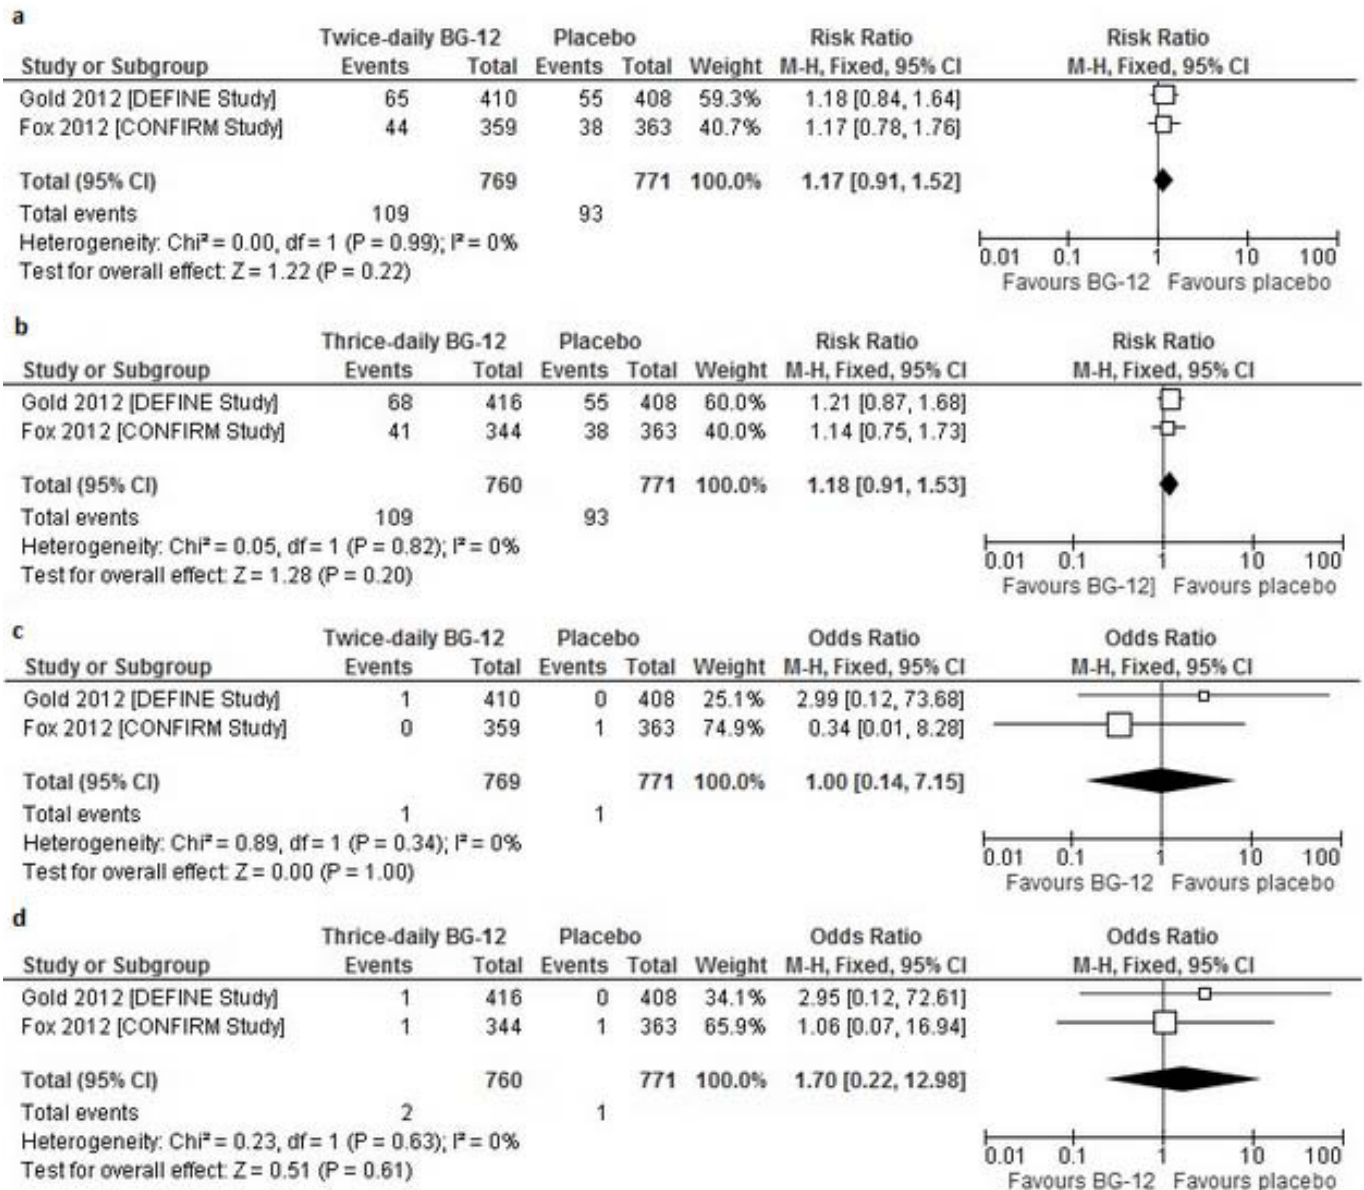 a
Twice-daily BG-12 Placebo Risk Ratio Risk Ratio
Study or Subgroup Events Total Events Total Weight M-H, Fixed, 95% CI M-H, Fixed, 95% CI
Gold 2012 [DEFINE Study] 65 410 55 408 59.3% 1.18 [0.84, 1.64]
Fox 2012 [CONFIRM Study] 44 359 38 363 40.7% 1.17 [0.78, 1.76]
Total (95% CI) 769 771 100.0% 1.17 [0.91, 1.52]
Total events 109 93
Heterogeneity: Chi² = 0.00, df = 1 (P = 0.99); I² = 0%
Test for overall effect: Z = 1.22 (P = 0.22)
0.01 0.1 1 10 100
Favours BG-12 Favours placebo
b
Thrice-daily BG-12 Placebo Risk Ratio Risk Ratio
Study or Subgroup Events Total Events Total Weight M-H, Fixed, 95% CI M-H, Fixed, 95% CI
Gold 2012 [DEFINE Study] 68 416 55 408 60.0% 1.21 [0.87, 1.68]
Fox 2012 [CONFIRM Study] 41 344 38 363 40.0% 1.14 [0.75, 1.73]
Total (95% CI) 760 771 100.0% 1.18 [0.91, 1.53]
Total events 109 93
Heterogeneity: Chi² = 0.05, df = 1 (P = 0.82); I² = 0%
Test for overall effect: Z = 1.28 (P = 0.20)
0.01 0.1 1 10 100
Favours BG-12] Favours placebo
c
Twice-daily BG-12 Placebo Odds Ratio Odds Ratio
Study or Subgroup Events Total Events Total Weight M-H, Fixed, 95% CI M-H, Fixed, 95% CI
Gold 2012 [DEFINE Study] 1 410 0 408 25.1% 2.99 [0.12, 73.68]
Fox 2012 [CONFIRM Study] 0 359 1 363 74.9% 0.34 [0.01, 8.28]
Total (95% CI) 769 771 100.0% 1.00 [0.14, 7.15]
Total events 1 1
Heterogeneity: Chi² = 0.89, df = 1 (P = 0.34); I² = 0%
Test for overall effect: Z = 0.00 (P = 1.00)
0.01 0.1 1 10 100
Favours BG-12 Favours placebo
d
Thrice-daily BG-12 Placebo Odds Ratio Odds Ratio
Study or Subgroup Events Total Events Total Weight M-H, Fixed, 95% CI M-H, Fixed, 95% CI
Gold 2012 [DEFINE Study] 1 416 0 408 34.1% 2.95 [0.12, 72.61]
Fox 2012 [CONFIRM Study] 1 344 1 363 65.9% 1.06 [0.07, 16.94]
Total (95% CI) 760 771 100.0% 1.70 [0.22, 12.98]
Total events 2 1
Heterogeneity: Chi² = 0.23, df = 1 (P = 0.63); I² = 0%
Test for overall effect: Z = 0.51 (P = 0.61)
0.01 0.1 1 10 100
Favours BG-12 Favours placebo